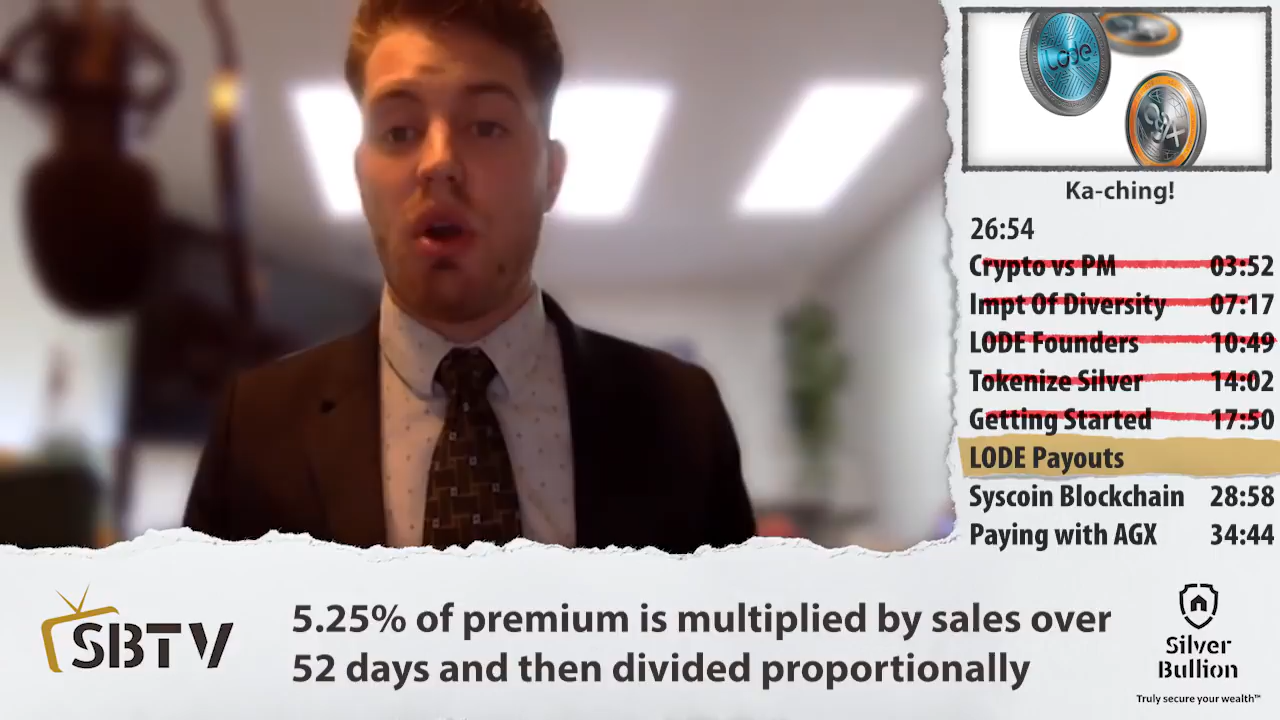 Lode
Ka-ching!
26:54
Crypto vs PM 03:52
Impt Of Diversity 07:17
LODE Founders 10:49
Tokenize Silver 14:02
Getting Started 17:50
LODE Payouts
Syscoin Blockchain 28:58
Paying with AGX 34:44
SBTV
5.25% of premium is multiplied by sales over
52 days and then divided proportionally
Silver
Bullion
Truly secure your wealth™